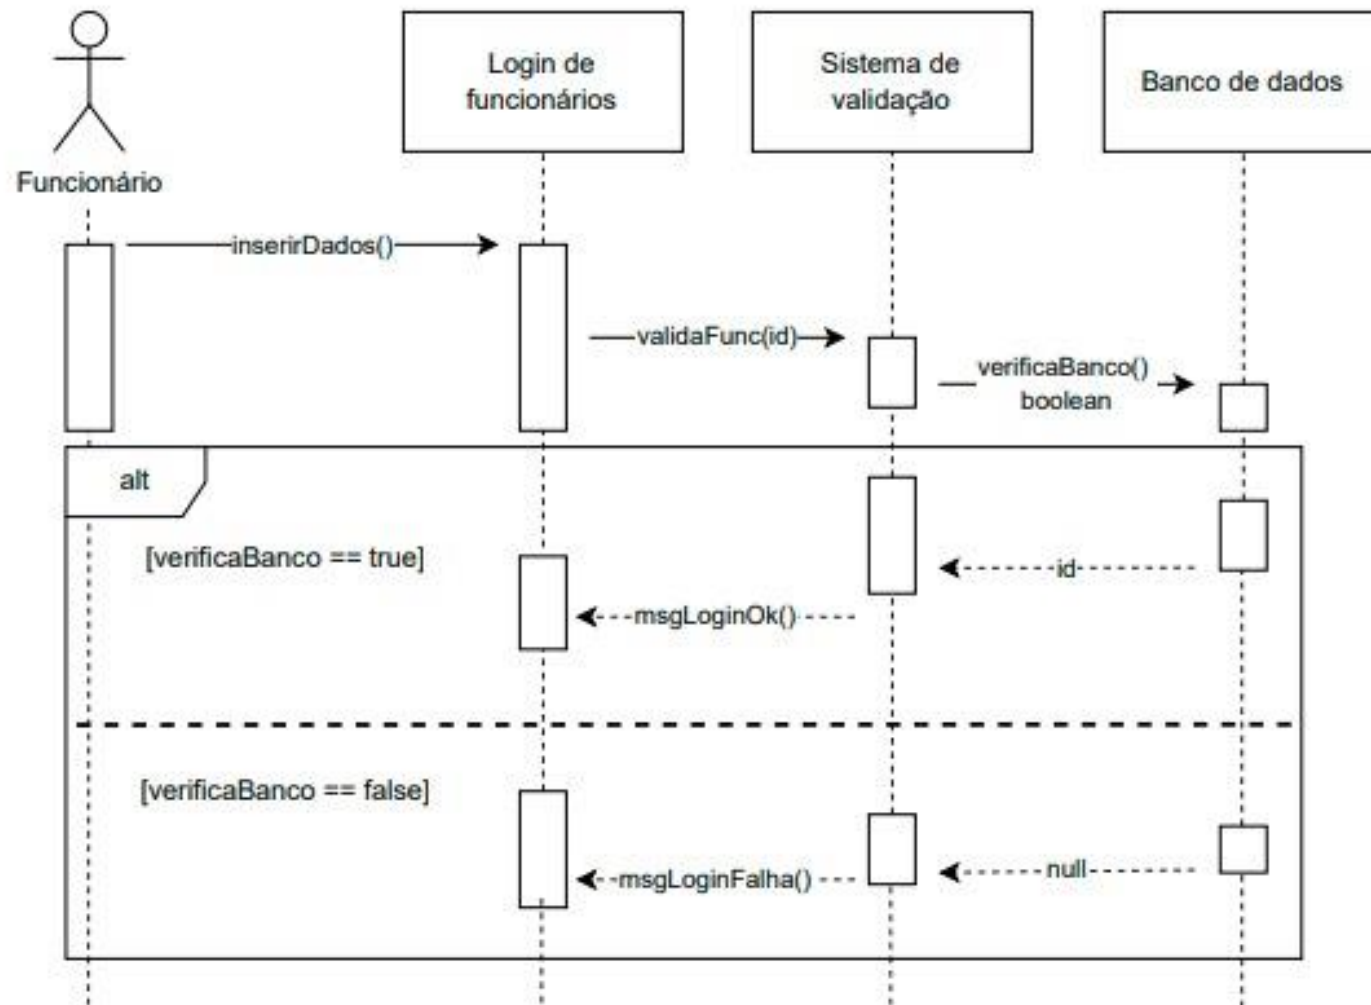 Login de
funcionários
Sistema de
validação
Banco de dados
Funcionário
inserirDados()
validaFunc(id)
verificaBanco()
boolean
alt
[verificaBanco == true]
id
msgLoginOk()
[verificaBanco == false]
null
msgLoginFalha()